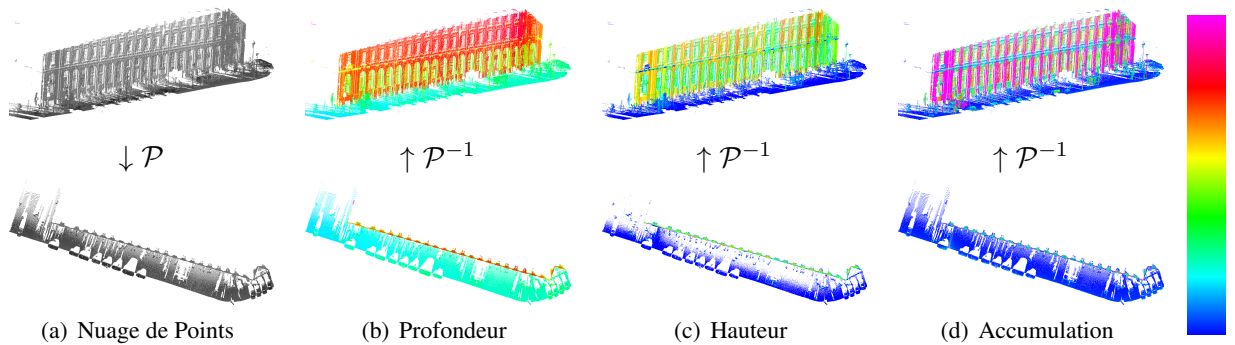 ↓ P
↑ P⁻¹
↑ P⁻¹
↑ P⁻¹
(a) Nuage de Points
(b) Profondeur
(c) Hauteur
(d) Accumulation